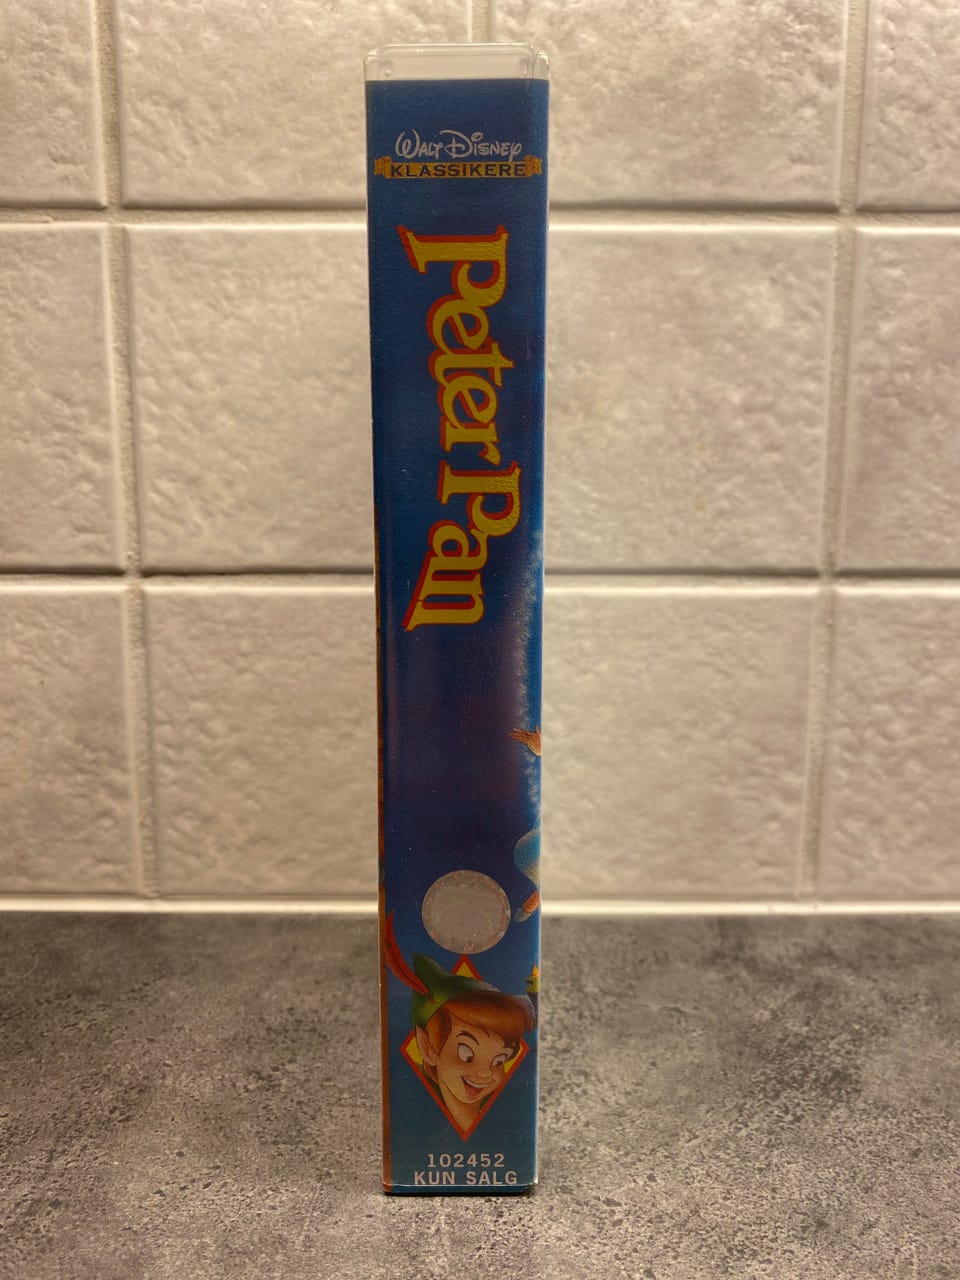 WALT DISNEY
KLASSIKERE
Peter Pan
102452
KUN SALG